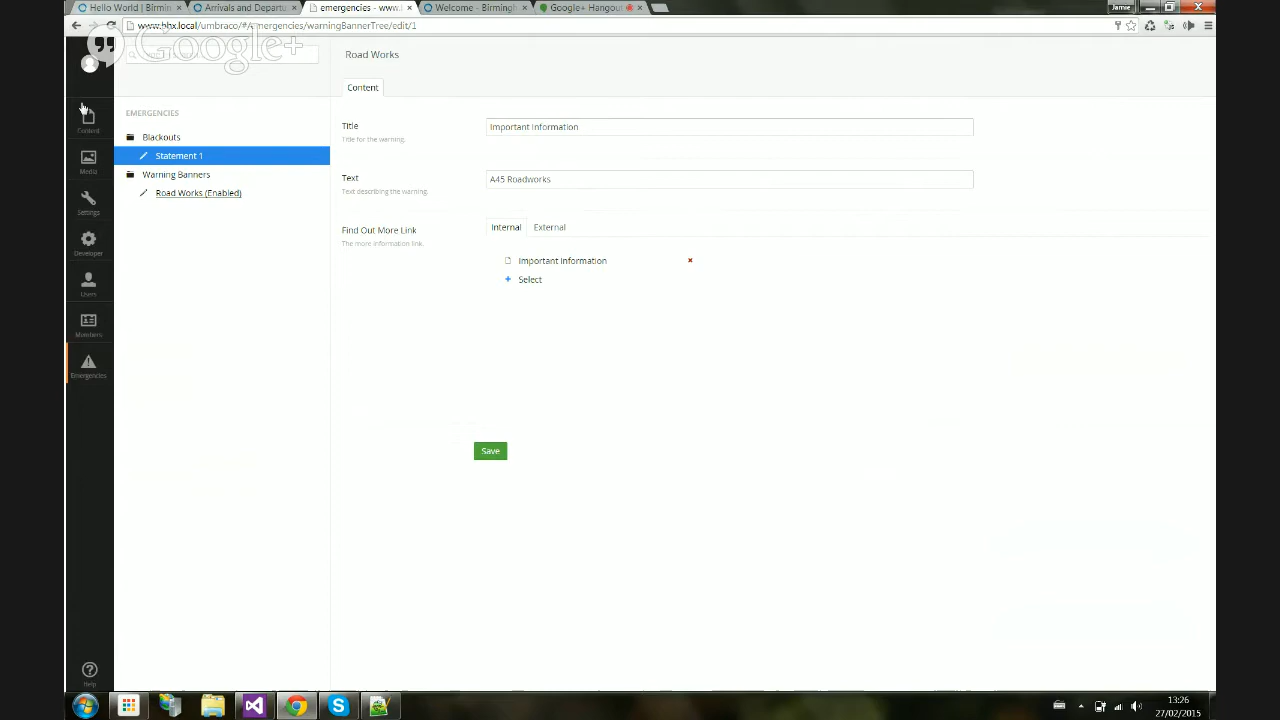 Hello World | Birmin
Arrivals and Departu
emergencies - www.
Welcome - Birmingh
Google+ Hangou
Jamie
www.bhx.local/umbraco/#/Emergencies/warningBannerTree/edit/1
Google+
Road Works
Content
EMERGENCIES
Blackouts
Statement 1
Warning Banners
Road Works (Enabled)
Content
Media
Settings
Developer
Users
Members
Emergencies
Help
Title
Title for the warning.
Important Information
Text
Text describing the warning.
A45 Roadworks
Find Out More Link
The more information link.
Internal
External
Important Information
Select
Save
13:26
27/02/2015